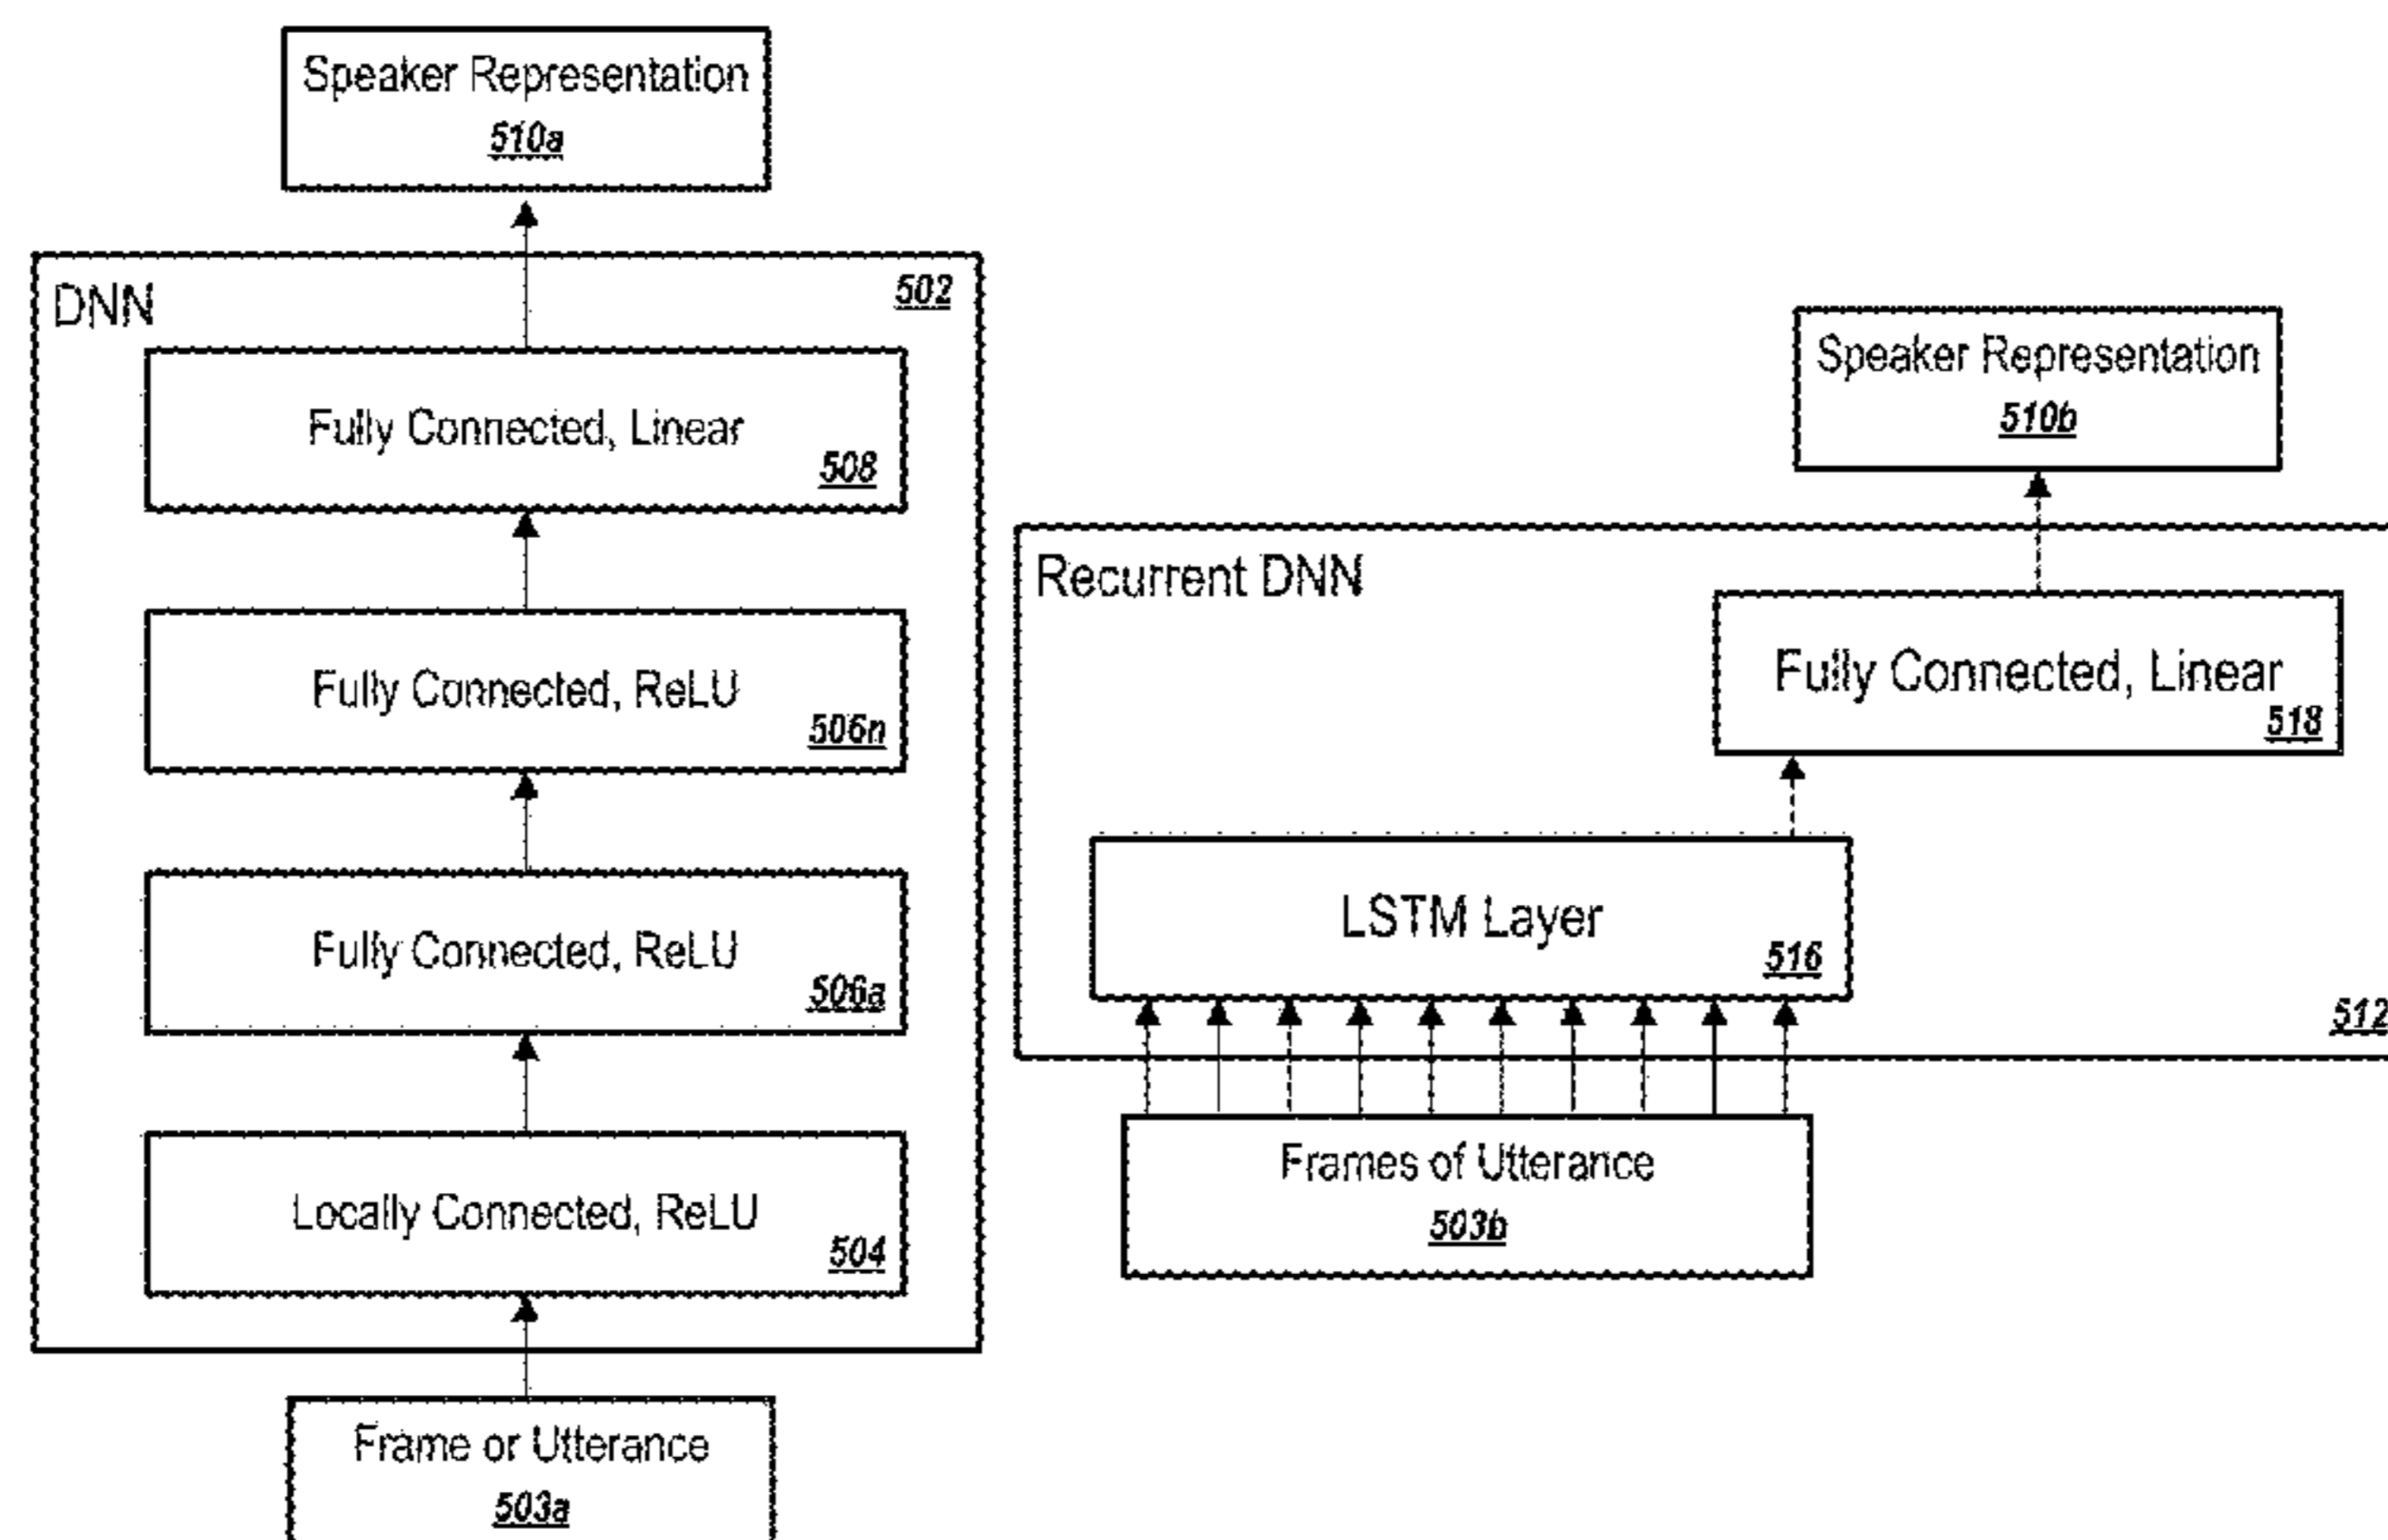 Speaker Representation
510a
DNN
502
Fully Connected, Linear
508
Fully Connected, ReLU
506n
Fully Connected, ReLU
506a
Locally Connected, ReLU
504
Frame or Utterance
503a
Speaker Representation
510b
Recurrent DNN
Fully Connected, Linear
518
LSTM Layer
516
512
Frames of Utterance
503b